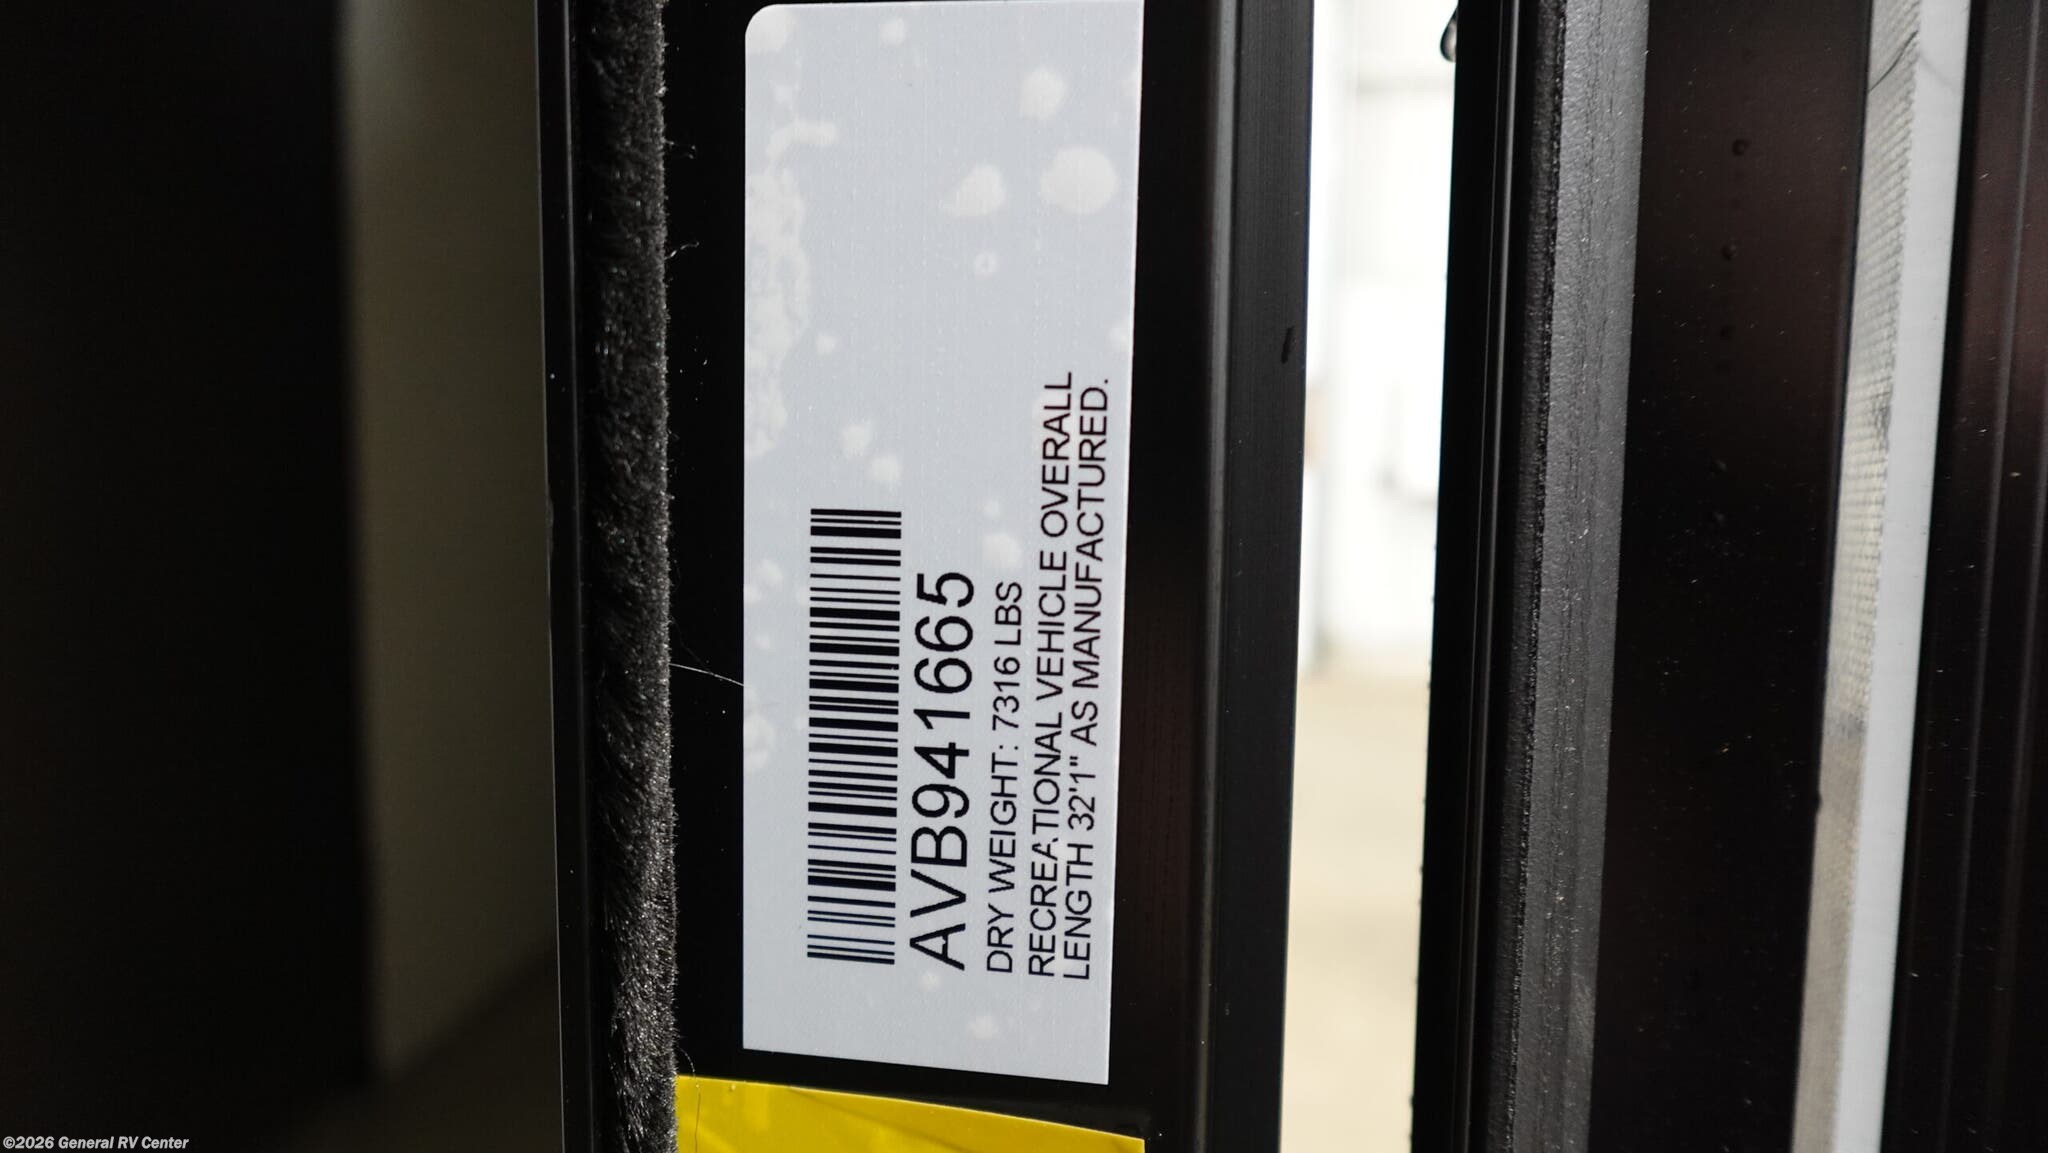 AVB941665
DRY WEIGHT: 7316 LBS
RECREATIONAL VEHICLE OVERALL
LENGTH 32'1" AS MANUFACTURED.
©2026 General RV Center